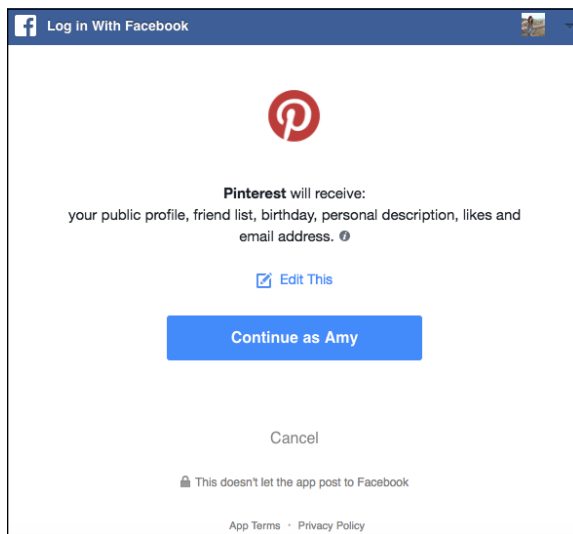 Log in With Facebook
Pinterest will receive:
your public profile, friend list, birthday, personal description, likes and
email address.
Edit This
Continue as Amy
Cancel
This doesn't let the app post to Facebook
App Terms · Privacy Policy